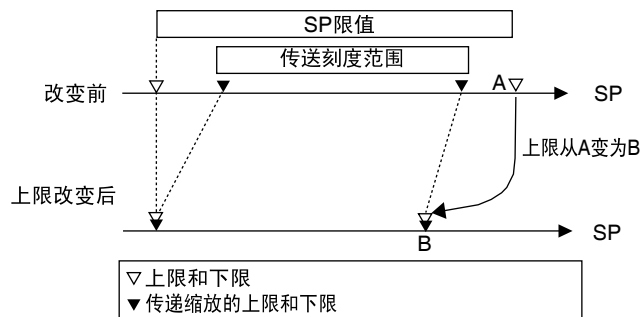 SP限值
传送刻度范围
改变前
A
SP
上限从A变为B
上限改变后
B
SP
▽上限和下限
▼传递缩放的上限和下限